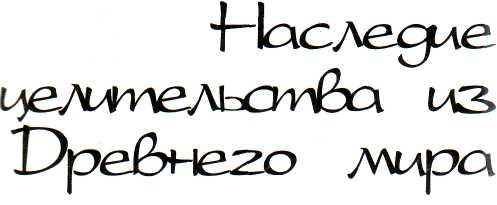 Наследие
целительства из
Древнего мира